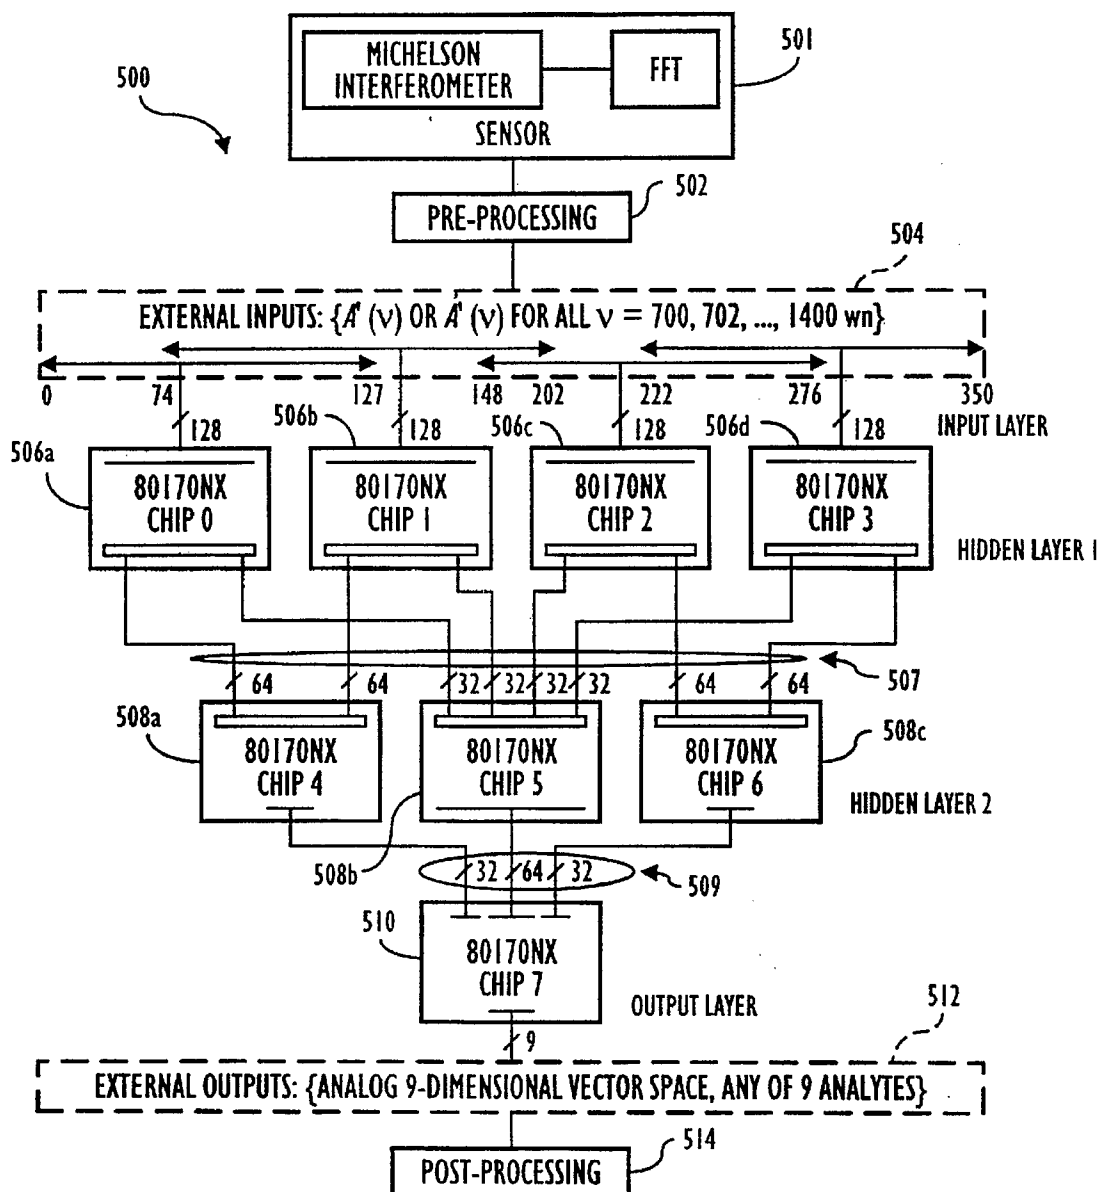 MICHELSON
INTERFEROMETER
FFT
501
500
SENSOR
502
PRE-PROCESSING
504
EXTERNAL INPUTS: {A' (ν) OR A' (ν) FOR ALL ν = 700, 702, ..., 1400 wn}
0 74 127 148 202 222 276 350
506b
506c
506d
INPUT LAYER
128 128 128 128
506a
80170NX
CHIP 0
80170NX
CHIP 1
80170NX
CHIP 2
80170NX
CHIP 3
HIDDEN LAYER 1
507
64 64 32 32 32 32 64 64
508a
508c
80170NX
CHIP 4
80170NX
CHIP 5
80170NX
CHIP 6
HIDDEN LAYER 2
508b
32 64 32
509
510
80170NX
CHIP 7
OUTPUT LAYER
512
9
EXTERNAL OUTPUTS: {ANALOG 9-DIMENSIONAL VECTOR SPACE, ANY OF 9 ANALYTES}
514
POST-PROCESSING